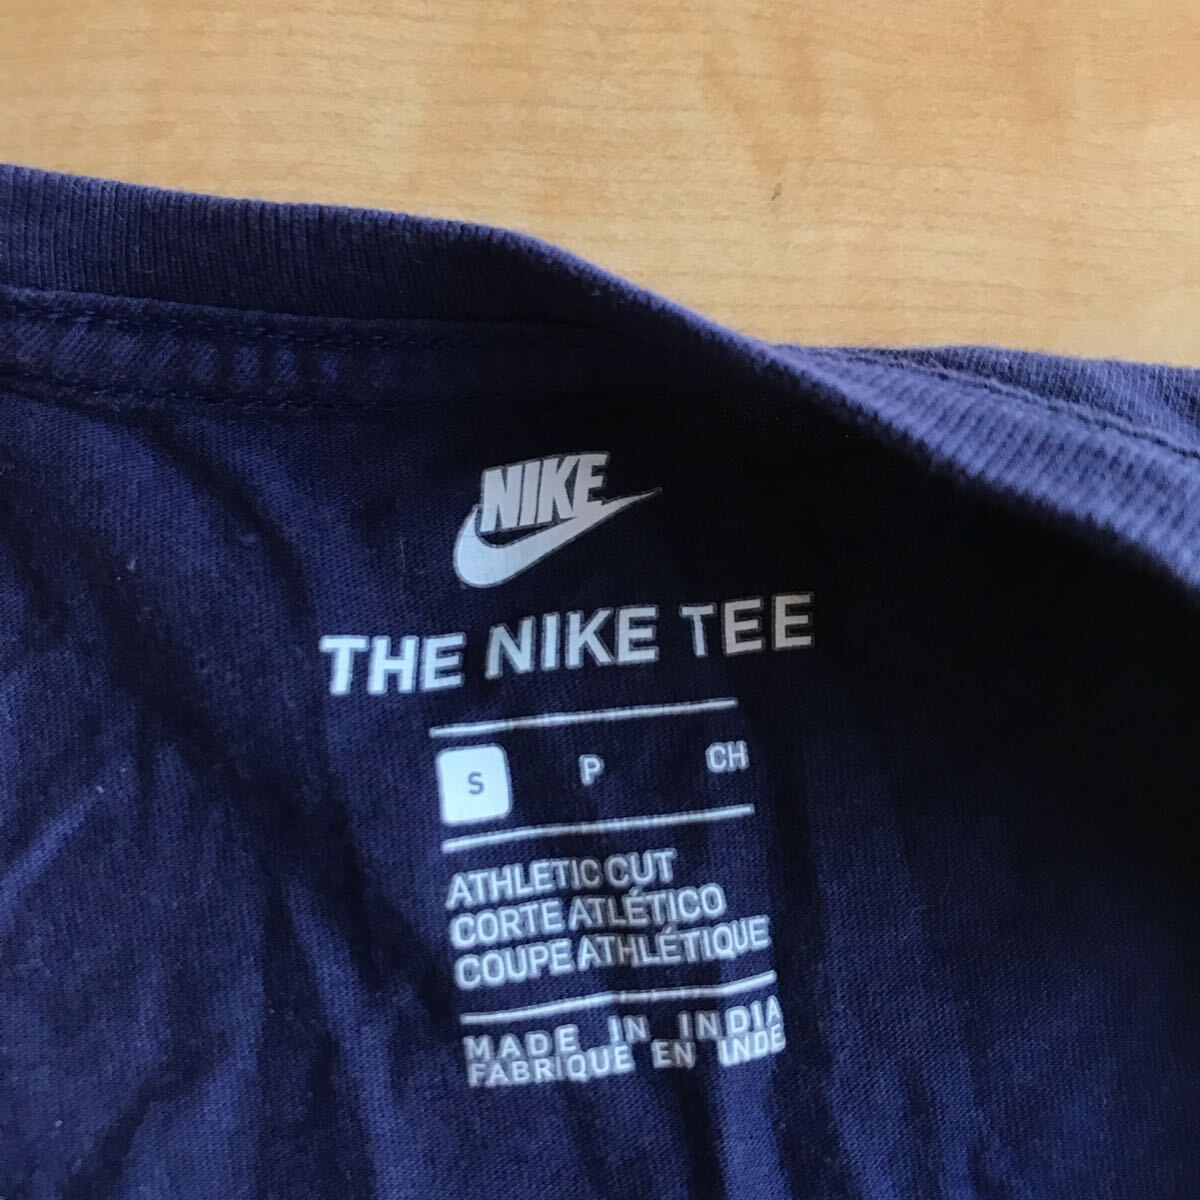 NIKE
THE NIKE TEE
S P CH
ATHLETIC CUT
CORTE ATLÉTICO
COUPE ATHLÉTIQUE
MADE IN INDIA
FABRIQUE EN INDE